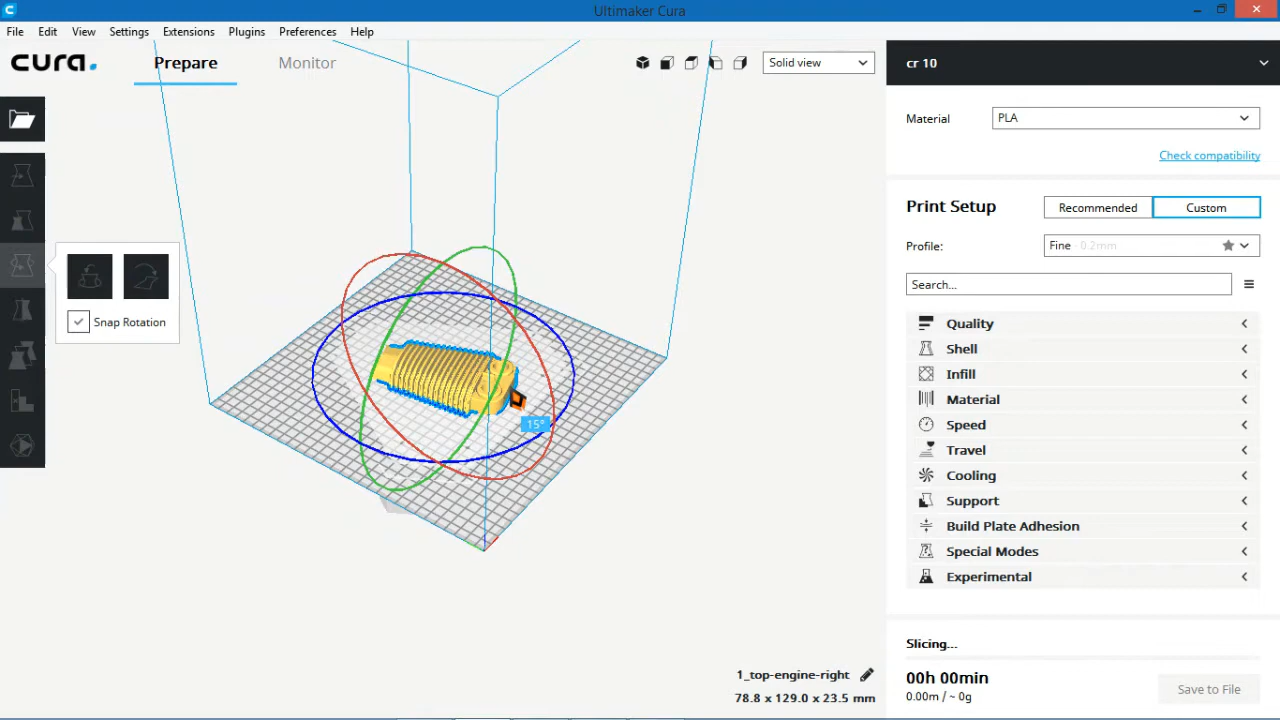 Ultimaker Cura
File Edit View Settings Extensions Plugins Preferences Help
cura.
Prepare
Monitor
Solid view
cr 10
Material
PLA
Check compatibility
Print Setup
Recommended
Custom
Profile:
Fine - 0.2mm
Search...
Snap Rotation
15°
Quality
Shell
Infill
Material
Speed
Travel
Cooling
Support
Build Plate Adhesion
Special Modes
Experimental
Slicing...
00h 00min
0.00m / ~ 0g
Save to File
1_top-engine-right
78.8 x 129.0 x 23.5 mm